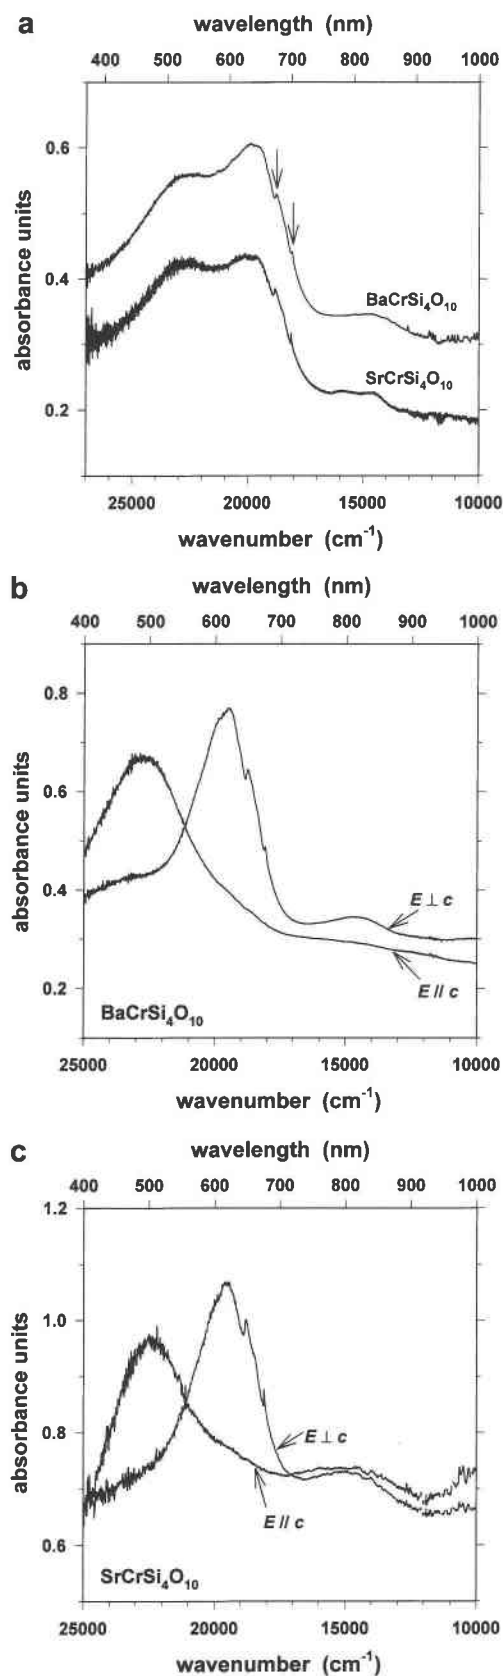 a
wavelength (nm)
400 500 600 700 800 900 1000
0.6
0.4
0.2
absorbance units
BaCrSi₄O₁₀
SrCrSi₄O₁₀
25000 20000 15000 10000
wavenumber (cm⁻¹)
b
wavelength (nm)
400 500 600 700 800 900 1000
0.8
0.6
0.4
0.2
absorbance units
E ⊥ c
E // c
BaCrSi₄O₁₀
25000 20000 15000 10000
wavenumber (cm⁻¹)
c
wavelength (nm)
400 500 600 700 800 900 1000
1.2
1.0
0.8
0.6
absorbance units
E ⊥ c
E // c
SrCrSi₄O₁₀
25000 20000 15000 10000
wavenumber (cm⁻¹)